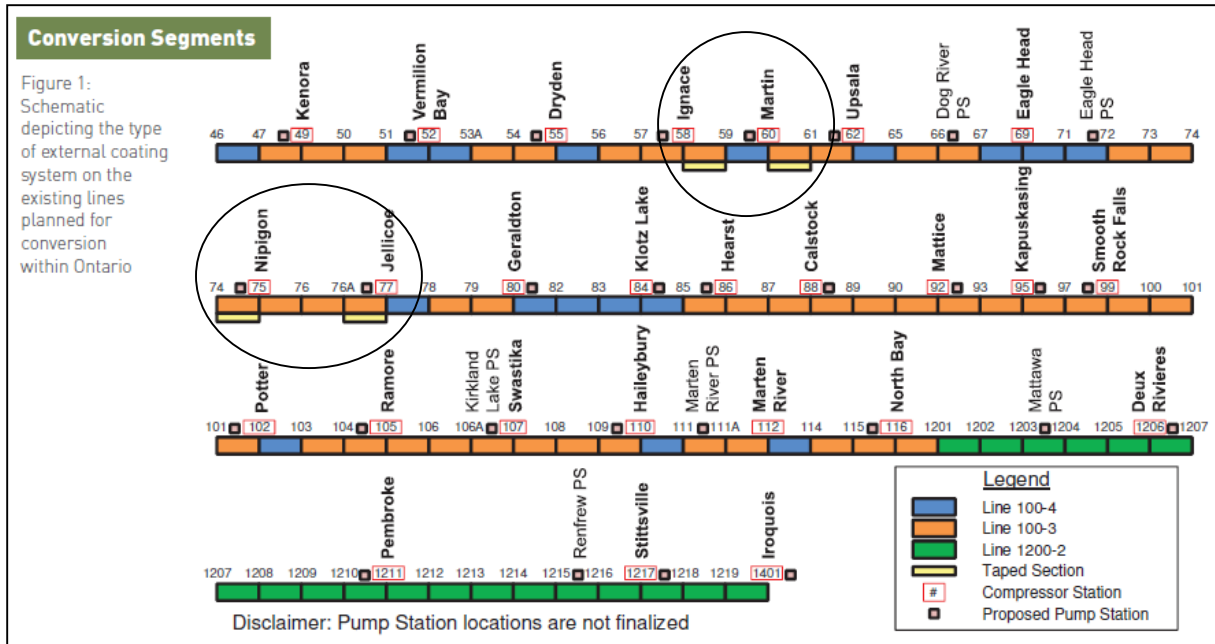 Conversion Segments
Figure 1:
Schematic
depicting the type
of external coating
system on the
existing lines
planned for
conversion
within Ontario
Kenora
Vermilion
Bay
Dryden
Ignace
Martin
Upsala
Dog River
PS
Eagle Head
Eagle Head
PS
46 47 49 50 51 52 53A 54 55 56 57 58 59 60 61 62 65 66 67 69 71 72 73 74
Nipigon
Jellicoe
Geraldton
Klotz Lake
Hearst
Calstock
Mattice
Kapuskasing
Smooth
Rock Falls
74 75 76 76A 77 78 79 80 82 83 84 85 86 87 88 89 90 92 93 95 97 99 100 101
Potter
Ramore
Kirkland
Lake PS
Swastika
Haileybury
Marten
River PS
Marten
River
North Bay
Mattawa
PS
Deux
Rivieres
101 102 103 104 105 106 106A 107 108 109 110 111 111A 112 114 115 116 1201 1202 1203 1204 1205 1206 1207
Pembroke
Renfrew PS
Stittsville
Iroquois
1207 1208 1209 1210 1211 1212 1213 1214 1215 1216 1217 1218 1219 1401
Disclaimer: Pump Station locations are not finalized
Legend
Line 100-4
Line 100-3
Line 1200-2
Taped Section
# Compressor Station
Proposed Pump Station